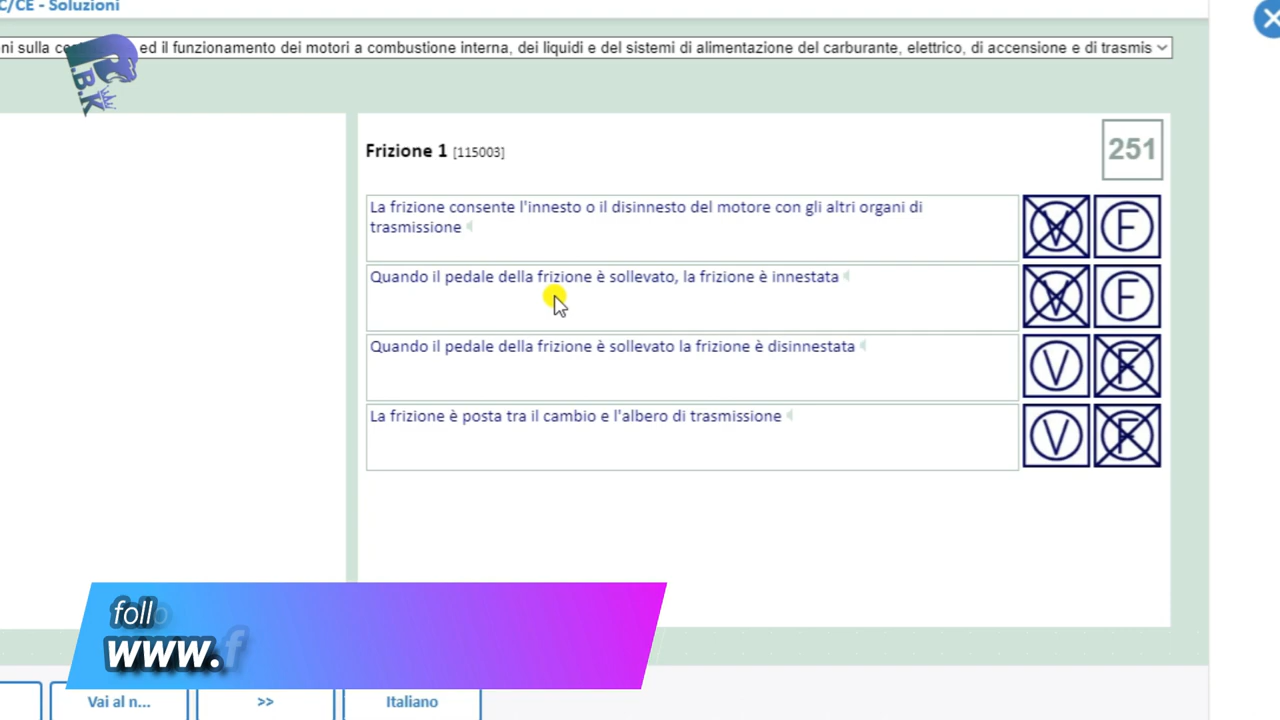 C/CE - Soluzioni
ni sulla co ed il funzionamento dei motori a combustione interna, dei liquidi e del sistemi di alimentazione del carburante, elettrico, di accensione e di trasmis
B.K
Frizione 1 [115003]
251
La frizione consente l'innesto o il disinnesto del motore con gli altri organi di
trasmissione
V F
Quando il pedale della frizione è sollevato, la frizione è innestata
V F
Quando il pedale della frizione è sollevato la frizione è disinnestata
V F
La frizione è posta tra il cambio e l'albero di trasmissione
V F
follo
www.f
Vai al n...
>>
Italiano